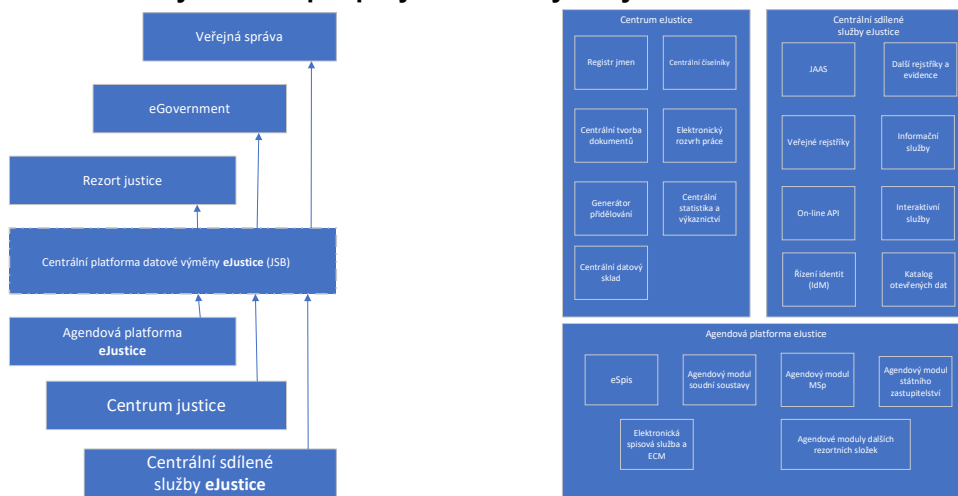 Veřejná správa
eGovernment
Rezort justice
Centrální platforma datové výměny eJustice (JSB)
Agendová platforma
eJustice
Centrum justice
Centrální sdílené
služby eJustice
Centrum eJustice
Registr jmen
Centrální číselníky
Centrální tvorba
dokumentů
Elektronický
rozvrh práce
Generátor
přidělování
Centrální
statistika a
výkaznictví
Centrální datový
sklad
Centrální sdílené
služby eJustice
JAAS
Další rejstříky a
evidence
Veřejné rejstříky
Informační
služby
On-line API
Interaktivní
služby
Řízení identit
(IdM)
Katalog
otevřených dat
Agendová platforma eJustice
eSpis
Agendový modul
soudní soustavy
Agendový modul
MSp
Agendový modul
státního
zastupitelství
Elektronická
spisová služba a
ECM
Agendové moduly dalších
rezortních složek